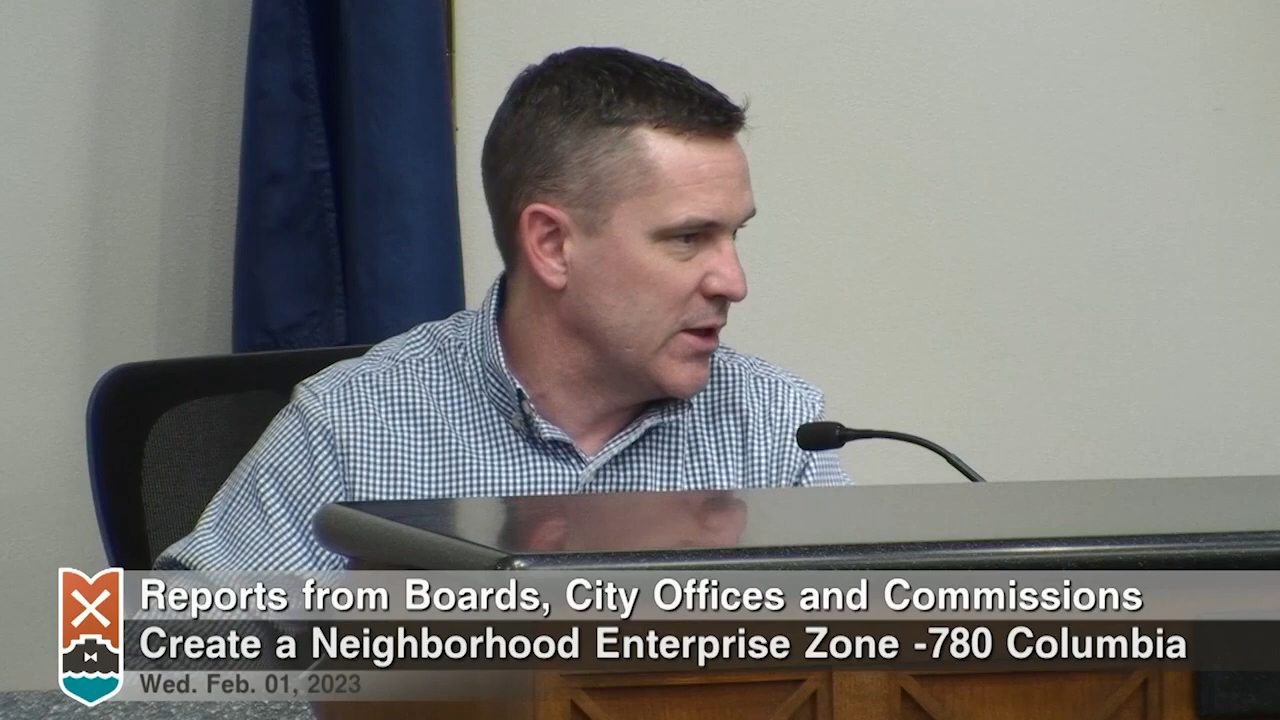 Reports from Boards, City Offices and Commissions
Create a Neighborhood Enterprise Zone -780 Columbia
Wed. Feb. 01, 2023